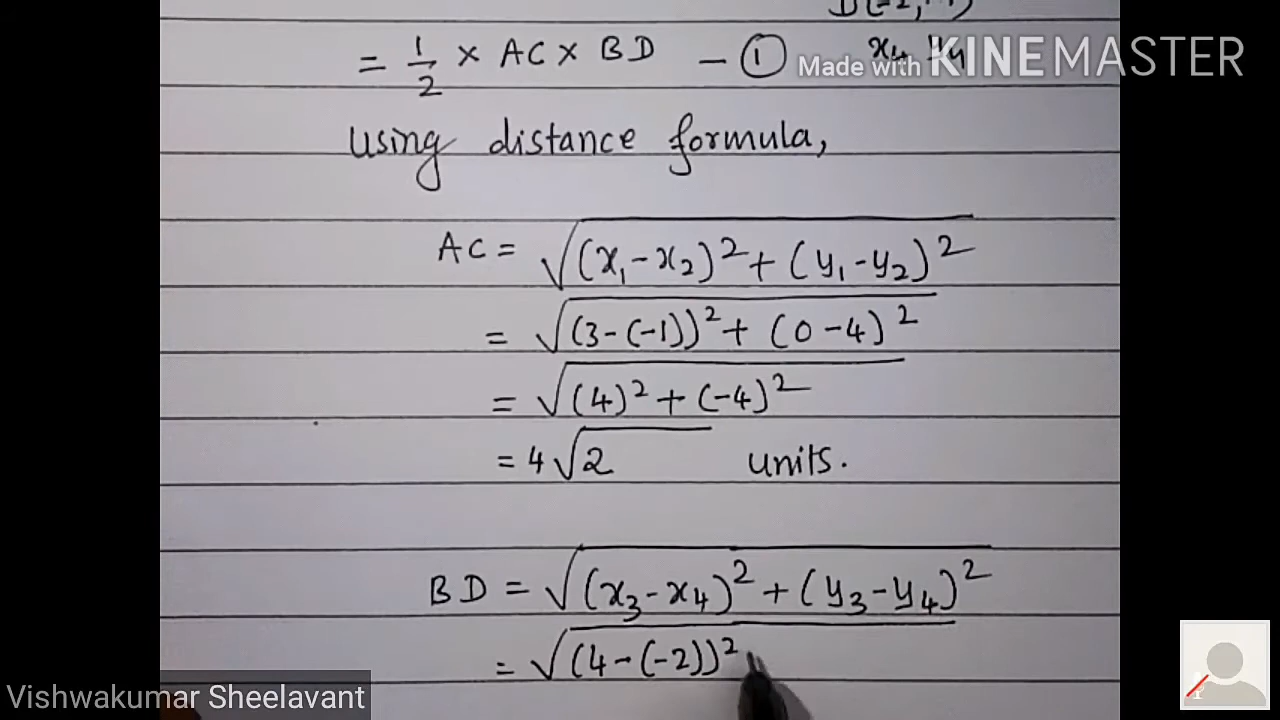 = 1/2 × AC × BD — ①
x4 y4
Made with KINEMASTER
using distance formula,
AC = √((x₁-x₂)²+(y₁-y₂)²)
= √((3-(-1))²+(0-4)²)
= √((4)²+(-4)²)
= 4√2 units.
BD = √((x₃-x₄)²+(y₃-y₄)²)
= √((4-(-2))²
Vishwakumar Sheelavant